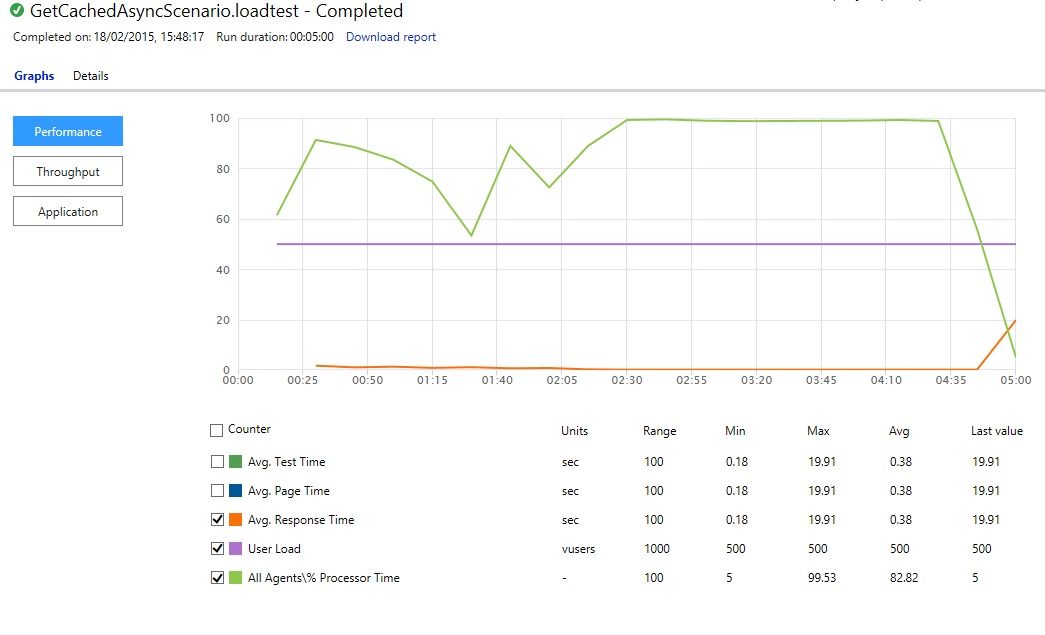 GetCachedAsyncScenario.loadtest - Completed
Completed on: 18/02/2015, 15:48:17 Run duration: 00:05:00 Download report
Graphs Details
Performance
Throughput
Application
100
80
60
40
20
0
00:00 00:25 00:50 01:15 01:40 02:05 02:30 02:55 03:20 03:45 04:10 04:35 05:00
Counter Units Range Min Max Avg Last value
Avg. Test Time sec 100 0.18 19.91 0.38 19.91
Avg. Page Time sec 100 0.18 19.91 0.38 19.91
Avg. Response Time sec 100 0.18 19.91 0.38 19.91
User Load vusers 1000 500 500 500 500
All Agents\% Processor Time - 100 5 99.53 82.82 5